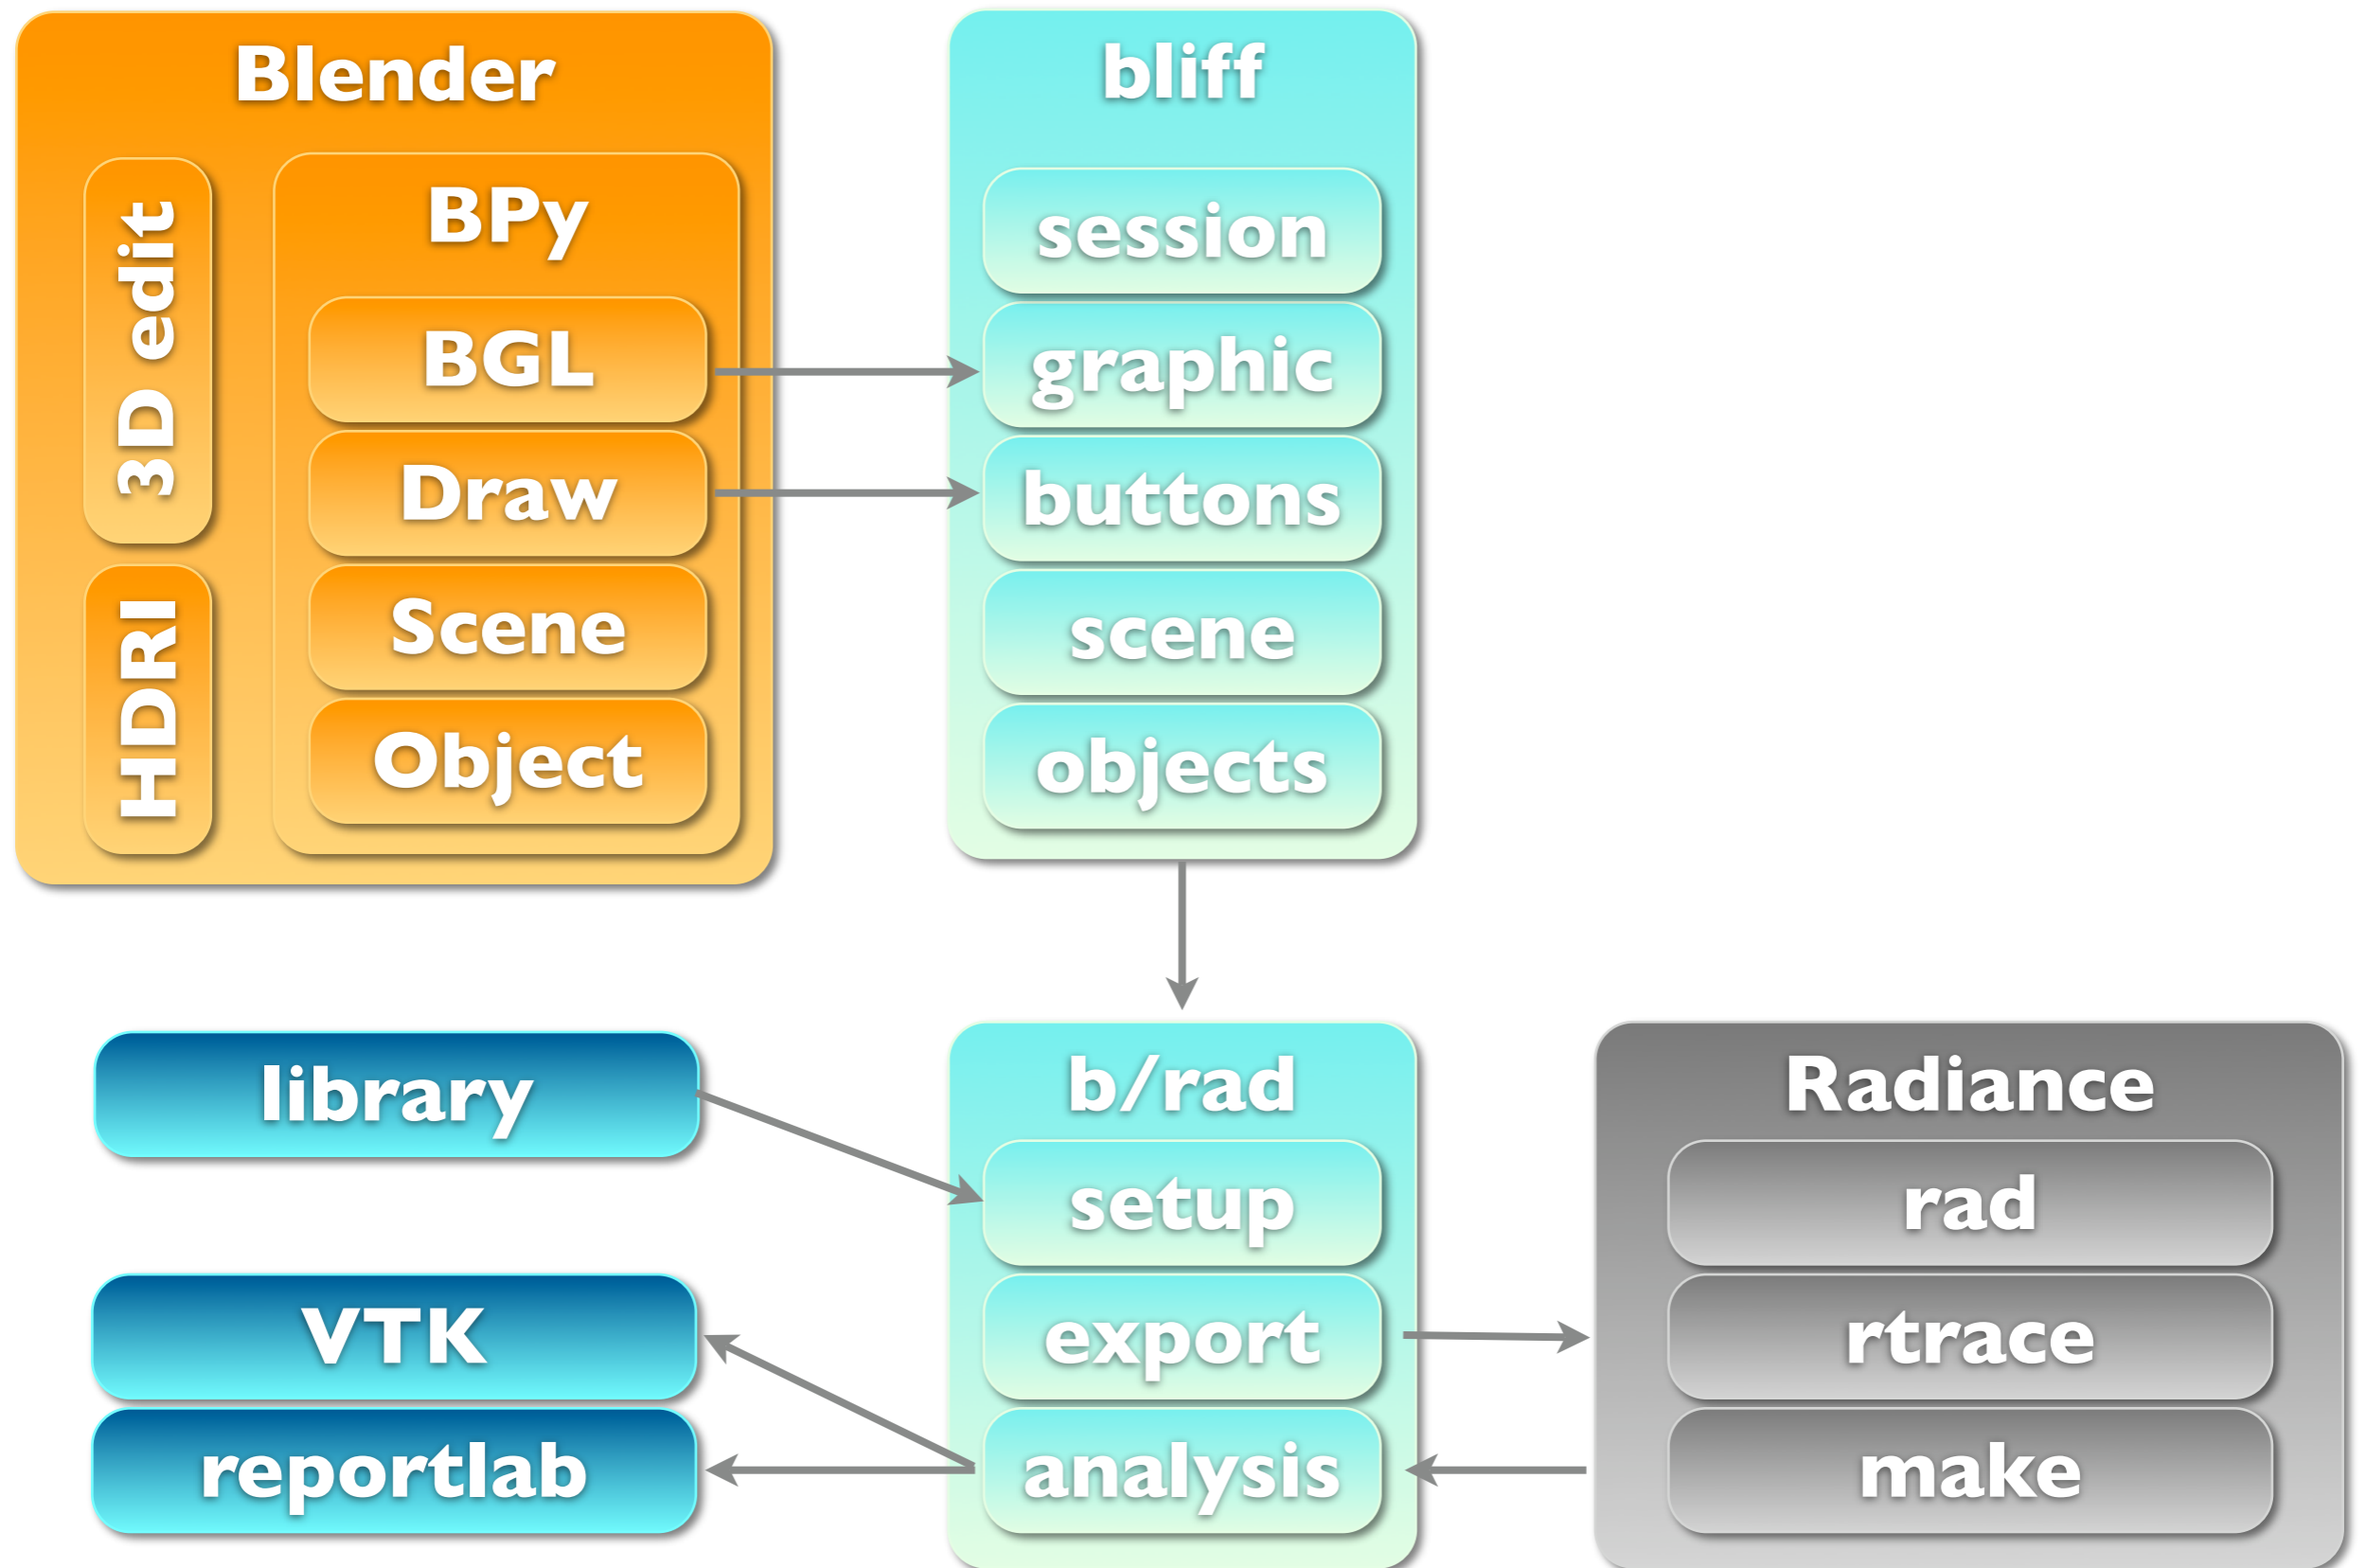 Blender
3D edit
HDRI
BPy
BGL
Draw
Scene
Object
bliff
session
graphic
buttons
scene
objects
library
VTK
reportlab
b/rad
setup
export
analysis
Radiance
rad
rtrace
make